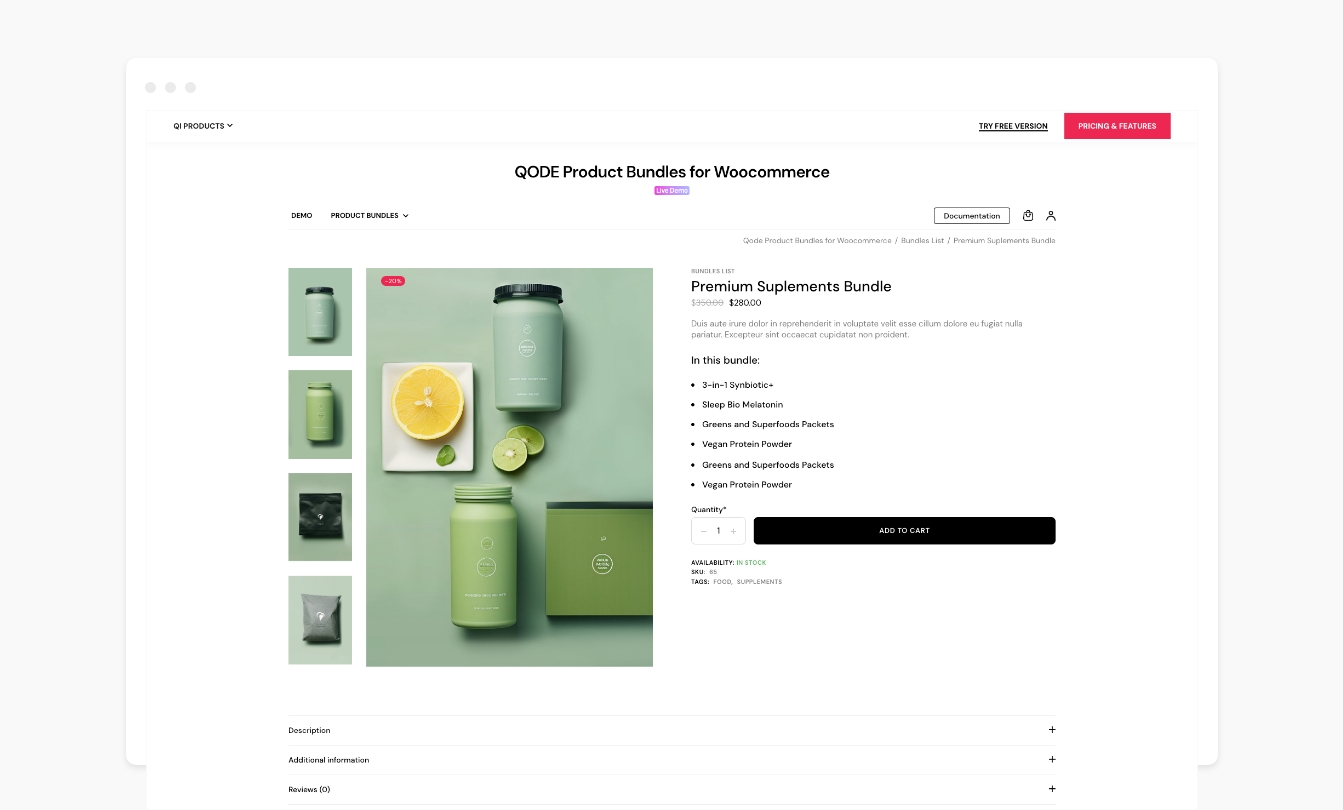 QI PRODUCTS
TRY FREE VERSION
PRICING & FEATURES
QODE Product Bundles for Woocommerce
Live Demo
DEMO
PRODUCT BUNDLES
Documentation
Qode Product Bundles for Woocommerce / Bundles List / Premium Suplements Bundle
-20%
BUNDLES LIST
Premium Suplements Bundle
$350.00 $280.00
Duis aute irure dolor in reprehenderit in voluptate velit esse cillum dolore eu fugiat nulla
pariatur. Excepteur sint occaecat cupidatat non proident.
In this bundle:
3-in-1 Synbiotic+
Sleep Bio Melatonin
Greens and Superfoods Packets
Vegan Protein Powder
Greens and Superfoods Packets
Vegan Protein Powder
Quantity*
1
ADD TO CART
AVAILABILITY: IN STOCK
SKU: 65
TAGS: FOOD, SUPPLEMENTS
Description
Additional information
Reviews (0)